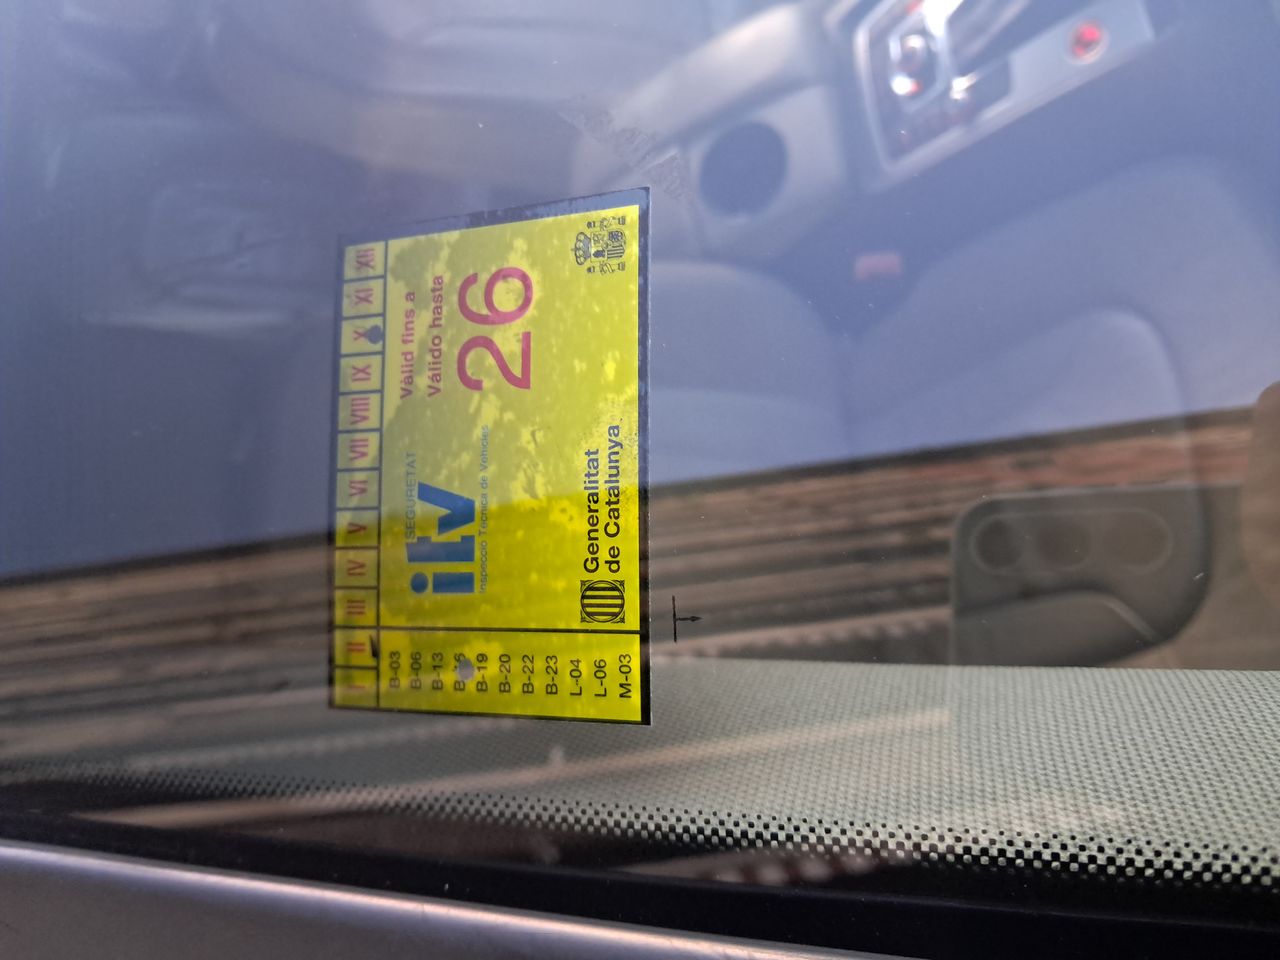 I II III IV V VI VII VIII IX X XI XII
SEGURETAT
itv
Inspecció Tècnica de Vehicles
Vàlid fins a
Válido hasta
26
Generalitat
de Catalunya
B-03
B-06
B-13
B-19
B-20
B-22
B-23
L-04
L-06
M-03